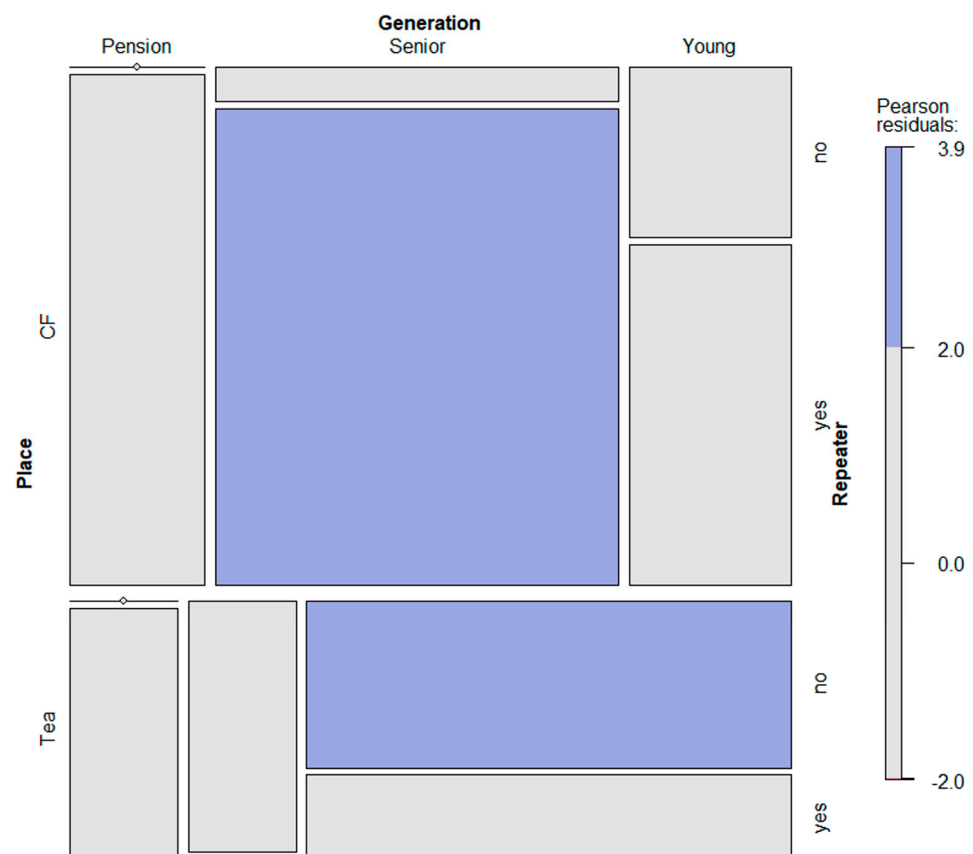 Generation
Pension Senior Young
Pearson
residuals:
3.9
no
CF
2.0
yes
Place
Repeater
0.0
no
Tea
-2.0
yes